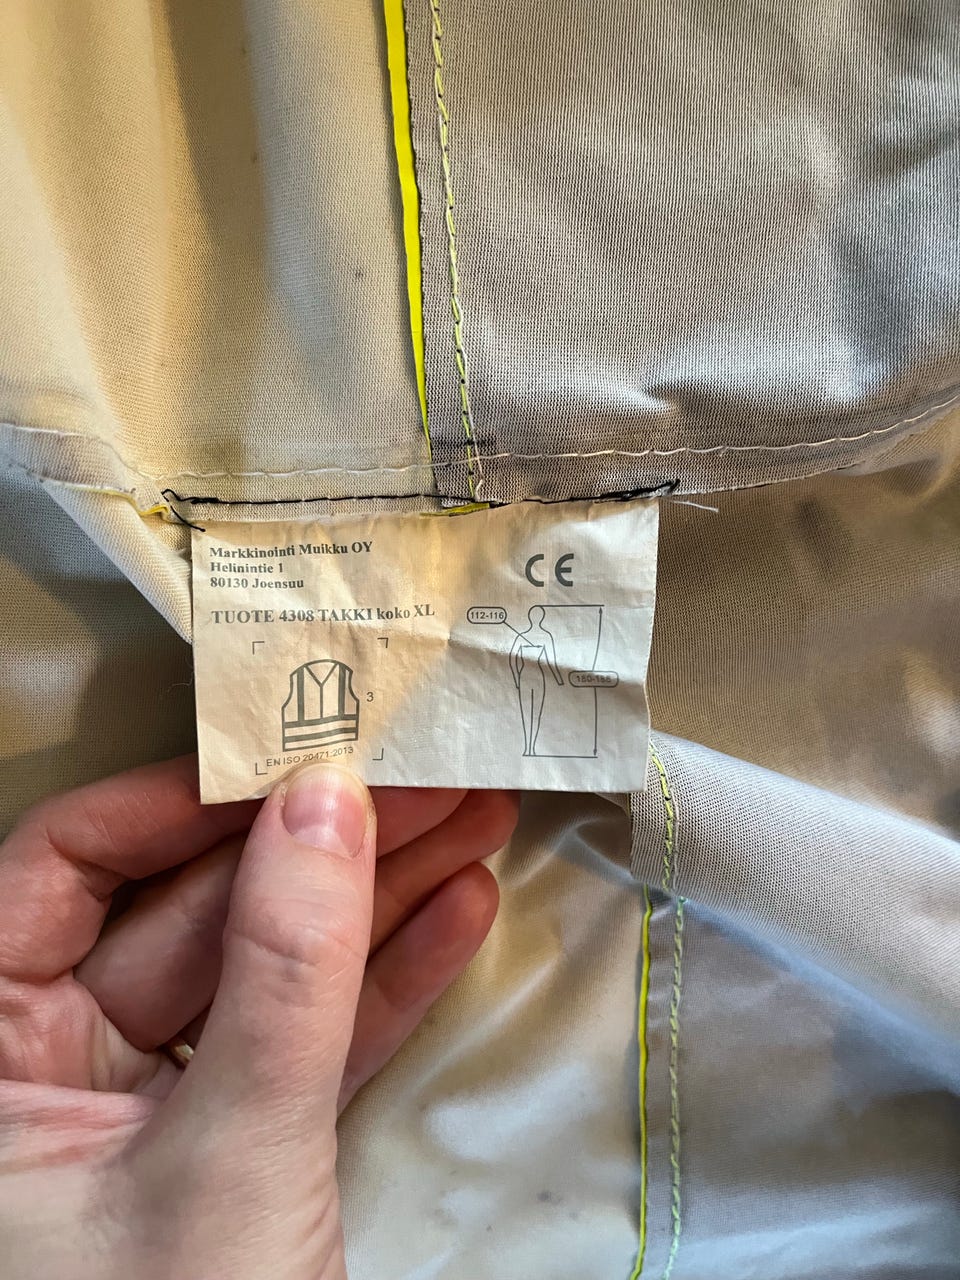 Markkinointi Muikku OY
Helinintie 1
80130 Joensuu
CE
TUOTE 4308 TAKKI koko XL
112-116
180-188
3
EN ISO 20471:2013